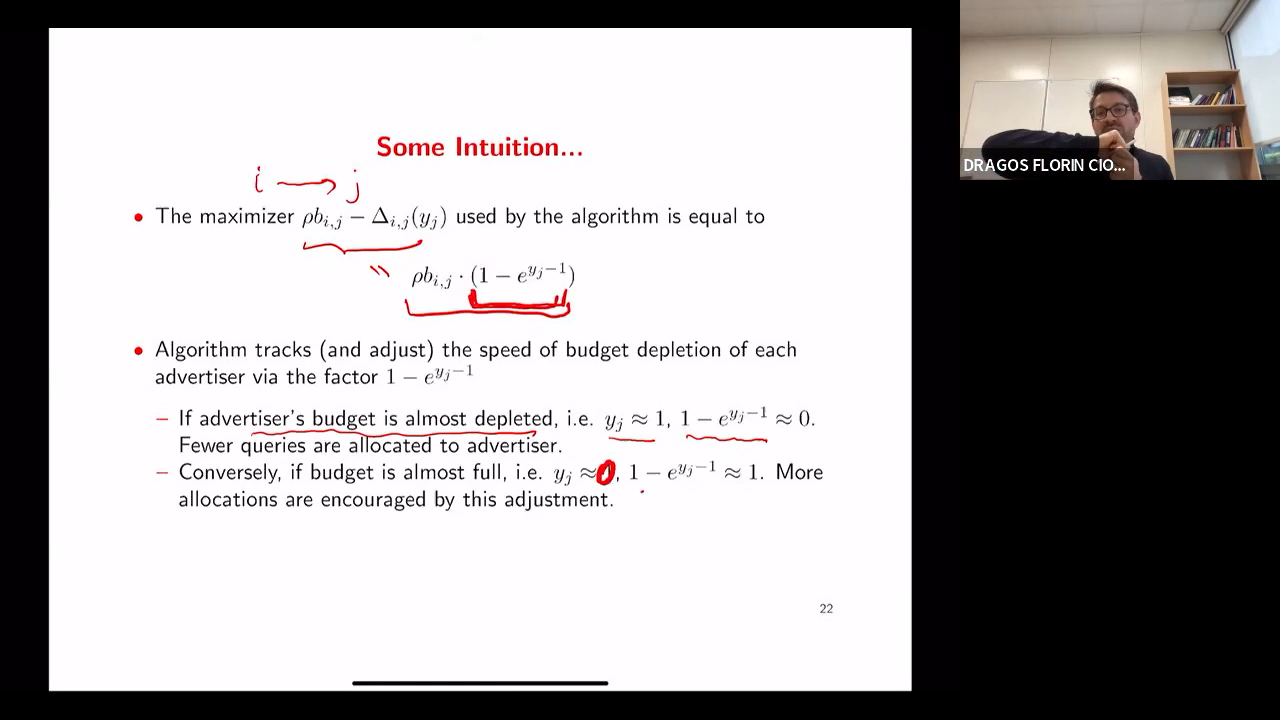 Some Intuition...
i → j
• The maximizer ρb_{i,j} − Δ_{i,j}(y_j) used by the algorithm is equal to
" ρb_{i,j} · (1 − e^{y_j−1})
• Algorithm tracks (and adjust) the speed of budget depletion of each
advertiser via the factor 1 − e^{y_j−1}
– If advertiser's budget is almost depleted, i.e. y_j ≈ 1, 1 − e^{y_j−1} ≈ 0.
Fewer queries are allocated to advertiser.
– Conversely, if budget is almost full, i.e. y_j ≈ 0, 1 − e^{y_j−1} ≈ 1. More
allocations are encouraged by this adjustment.
22
DRAGOS FLORIN CIO...